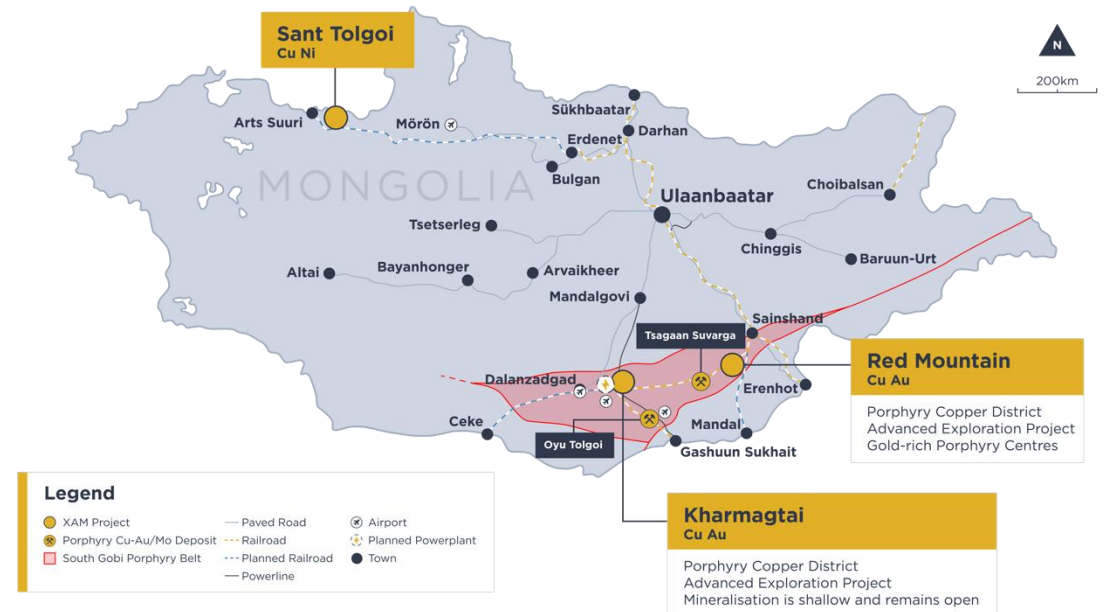 Sant Tolgoi
Cu Ni
N
200km
Sükhbaatar
Arts Suuri
Mörön
Darhan
Erdenet
Bulgan
MONGOLIA
Choibalsan
Ulaanbaatar
Tsetserleg
Chinggis
Baruun-Urt
Altai
Bayanhonger
Arvaikheer
Mandalgovi
Sainshand
Tsagaan Suvarga
Red Mountain
Cu Au
Porphyry Copper District
Advanced Exploration Project
Gold-rich Porphyry Centres
Dalanzadgad
Erenhot
Ceke
Mandal
Oyu Tolgoi
Gashuun Sukhait
Kharmagtai
Cu Au
Porphyry Copper District
Advanced Exploration Project
Mineralisation is shallow and remains open
Legend
XAM Project
Paved Road
Airport
Porphyry Cu-Au/Mo Deposit
Railroad
Planned Powerplant
South Gobi Porphyry Belt
Planned Railroad
Town
Powerline